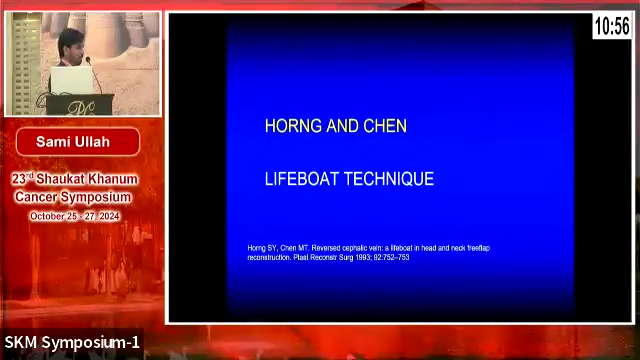 10:56
HORNG AND CHEN
LIFEBOAT TECHNIQUE
Horng SY, Chen MT. Reversed cephalic vein: a lifeboat in head and neck freeflap
reconstruction. Plast Reconstr Surg 1993; 92:752–753
Sami Ullah
23rd Shaukat Khanum
Cancer Symposium
October 25 - 27, 2024
SKM Symposium-1